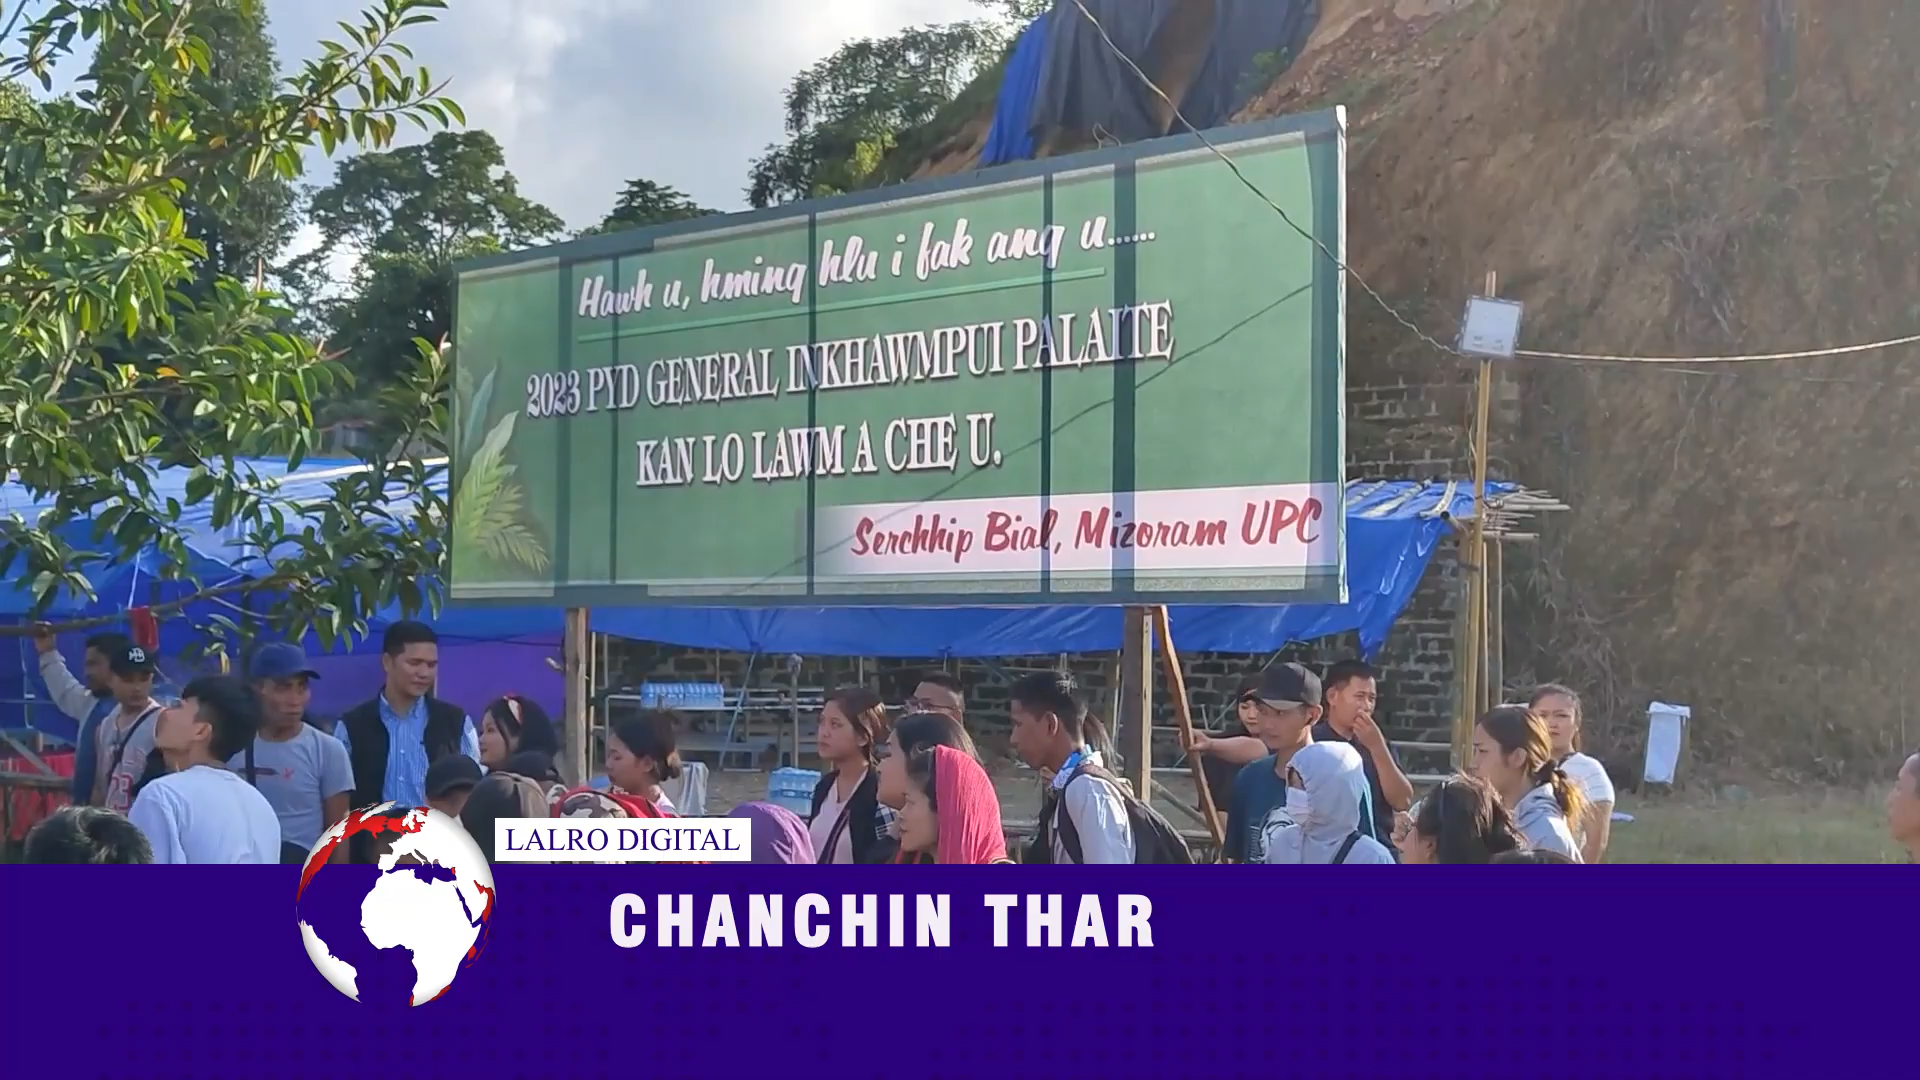 Hawh u, hming hlu i fak ang u......
2023 PYD GENERAL INKHAWMPUI PALAITE
KAN LO LAWM A CHE U.
Serchhip Bial, Mizoram UPC
LALRO DIGITAL
CHANCHIN THAR